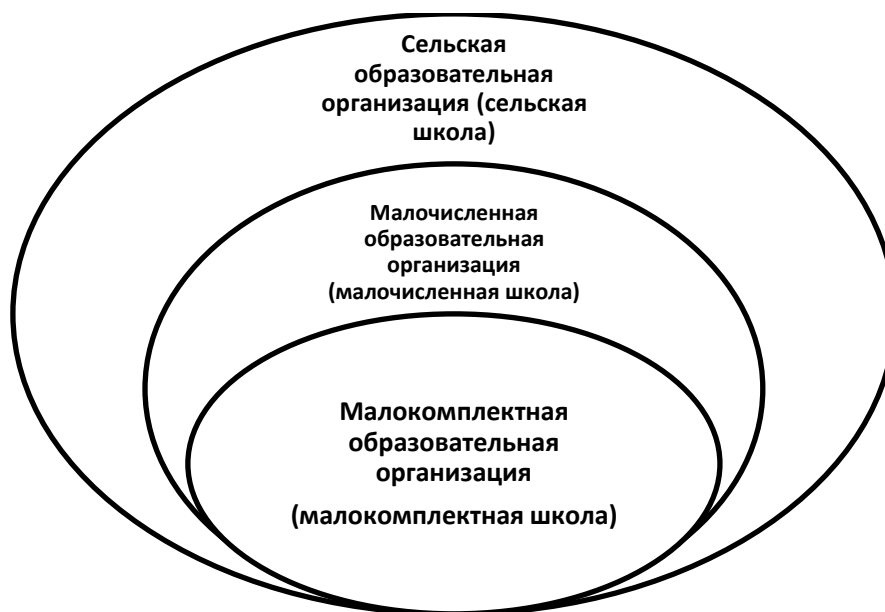 Сельская
образовательная
организация (сельская
школа)
Малочисленная
образовательная
организация
(малочисленная школа)
Малокомплектная
образовательная
организация
(малокомплектная школа)